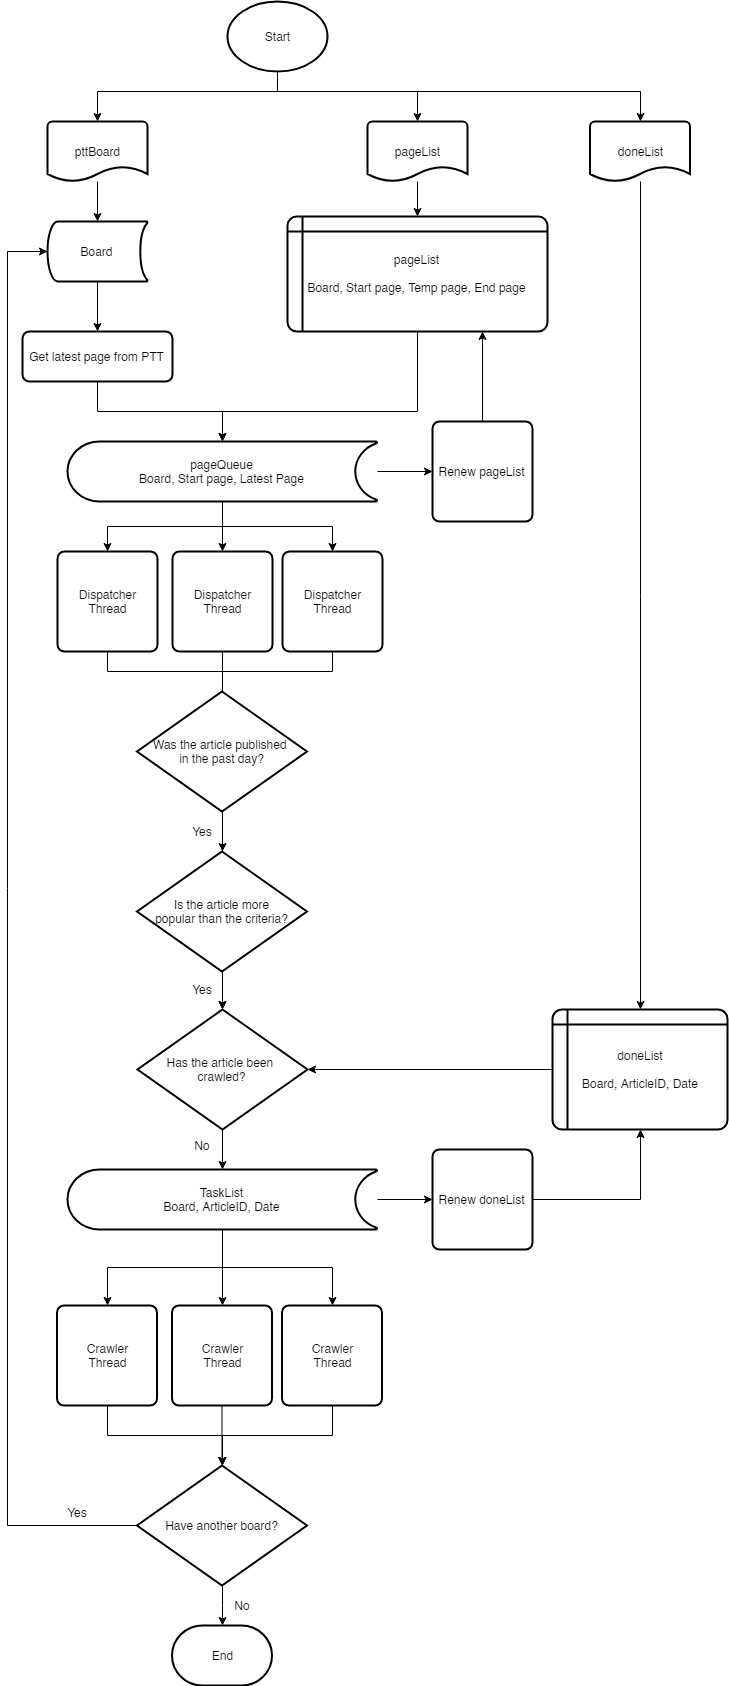 Start
pttBoard
pageList
doneList
Board
pageList
Board, Start page, Temp page, End page
Get latest page from PTT
pageQueue
Board, Start page, Latest Page
Renew pageList
Dispatcher
Thread
Dispatcher
Thread
Dispatcher
Thread
Was the article published
in the past day?
Yes
Is the article more
popular than the criteria?
Yes
Has the article been
crawled?
doneList
Board, ArticleID, Date
No
TaskList
Board, ArticleID, Date
Renew doneList
Crawler
Thread
Crawler
Thread
Crawler
Thread
Yes
Have another board?
No
End